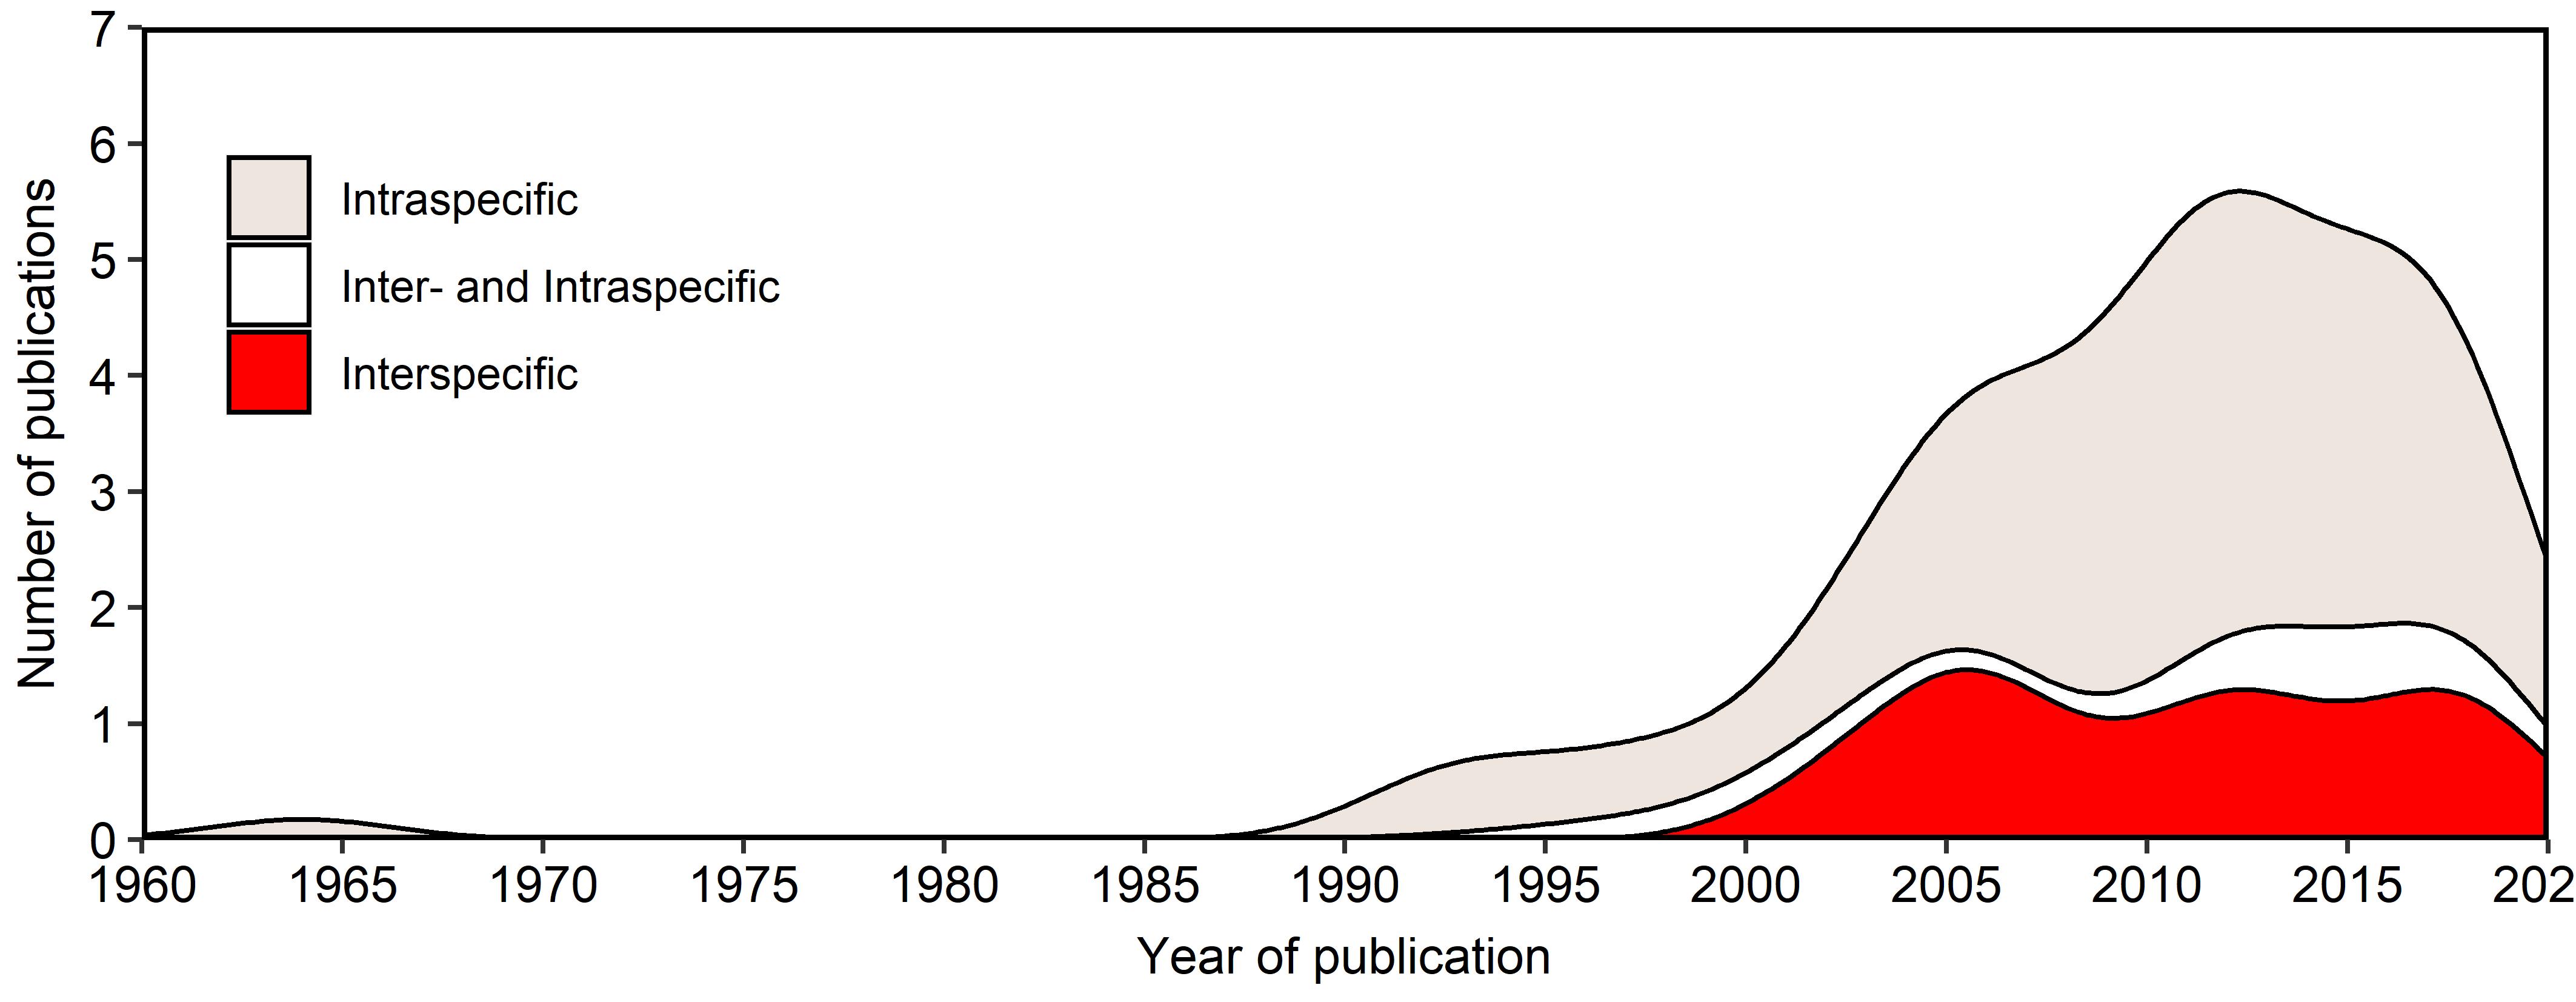 Number of publications
7
6
5
4
3
2
1
0
Intraspecific
Inter- and Intraspecific
Interspecific
1960 1965 1970 1975 1980 1985 1990 1995 2000 2005 2010 2015 202
Year of publication